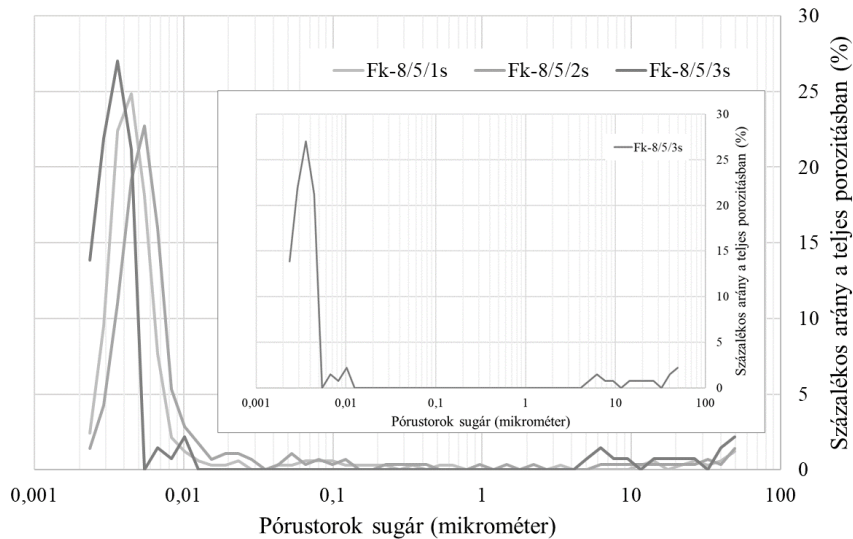 30
25
20
15
10
5
0
Százalékos arány a teljes porozitásban (%)
Fk-8/5/1s Fk-8/5/2s Fk-8/5/3s
30
25
20
15
10
5
0
Százalékos arány a teljes porozitásban (%)
Fk-8/5/3s
0,001 0,01 0,1 1 10 100
Pórustorok sugár (mikrométer)
0,001 0,01 0,1 1 10 100
Pórustorok sugár (mikrométer)